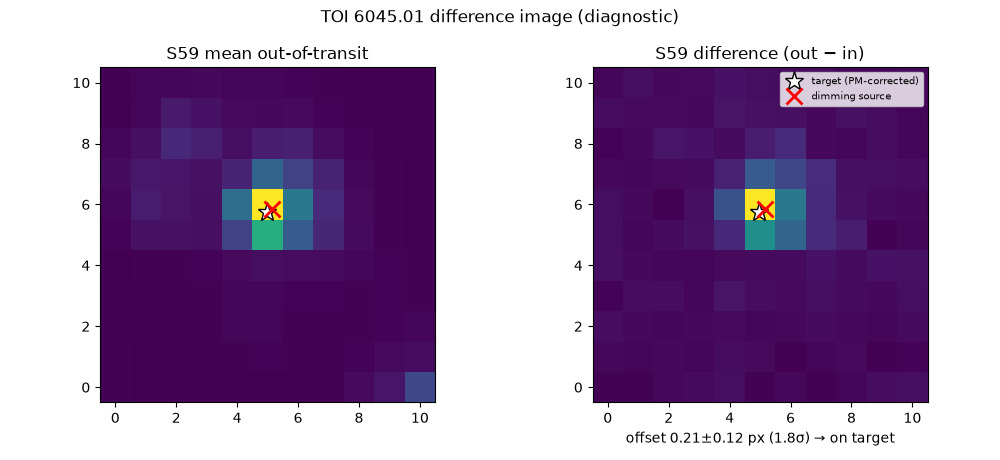 TOI 6045.01 difference image (diagnostic)
S59 mean out-of-transit
S59 difference (out − in)
10
8
6
4
2
0
0 2 4 6 8 10
10
8
6
4
2
0
0 2 4 6 8 10
target (PM-corrected)
dimming source
offset 0.21±0.12 px (1.8σ) → on target